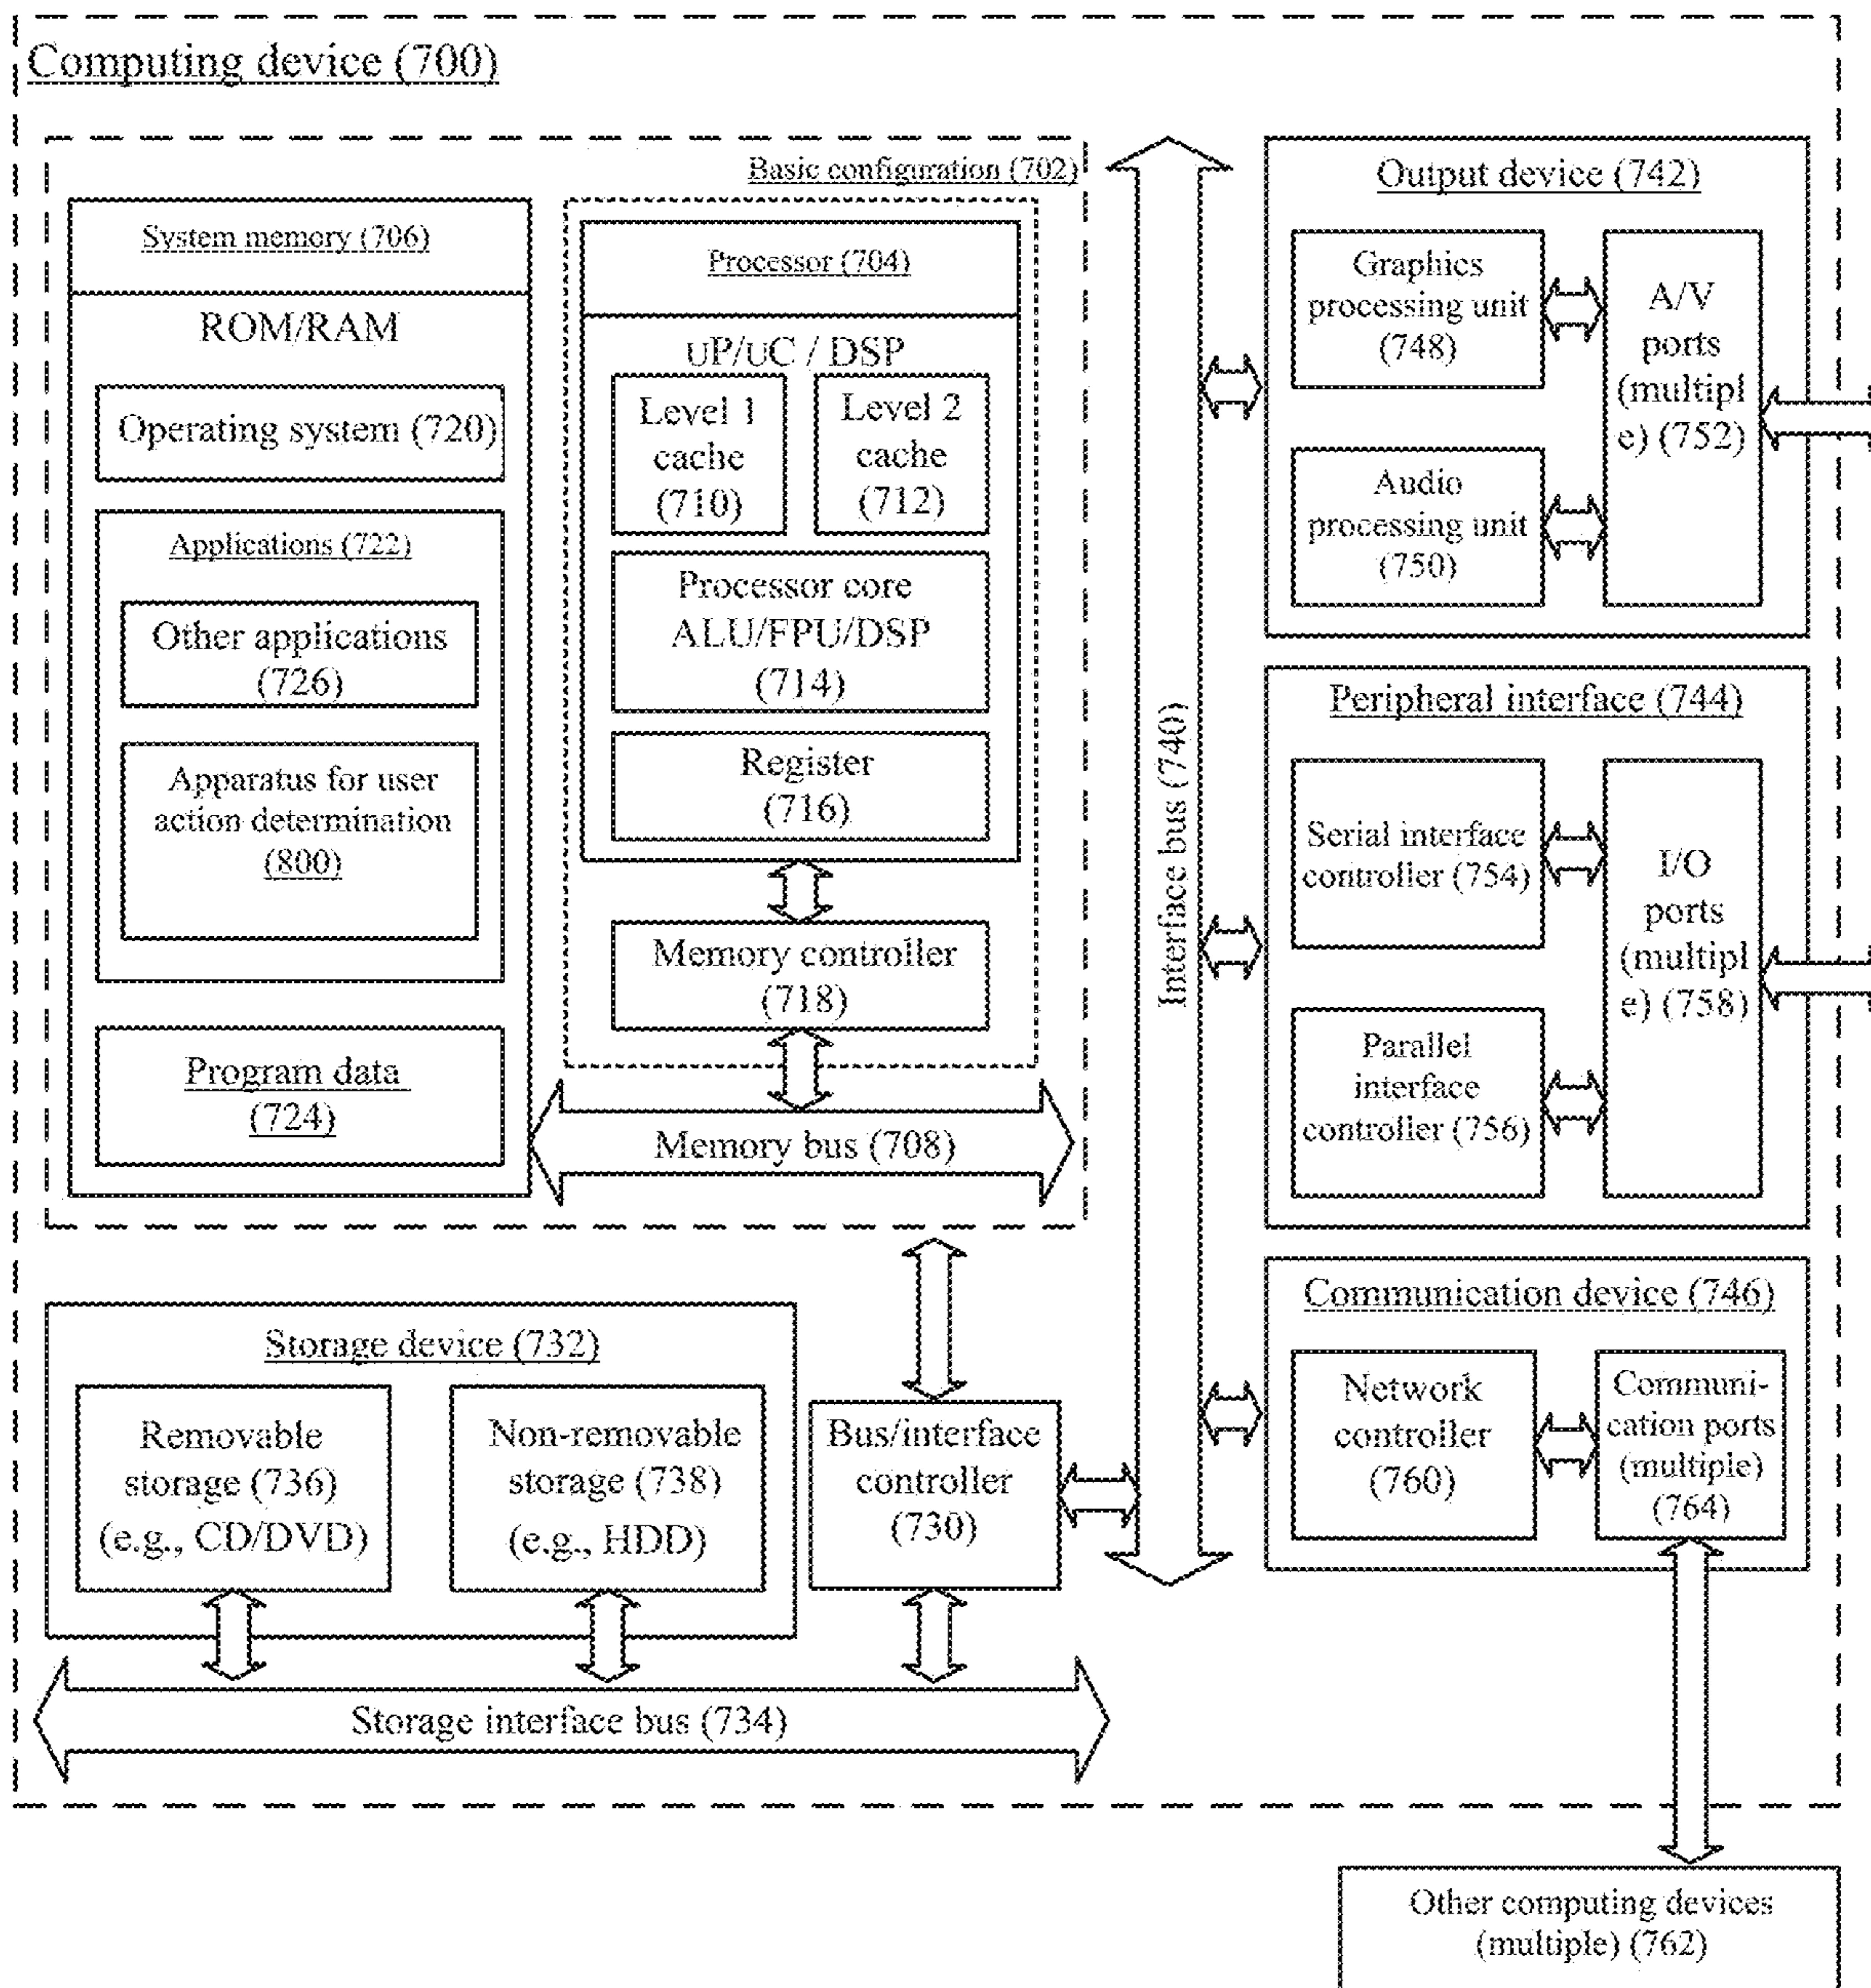 Computing device (700)
Basic configuration (702)
System memory (706)
ROM/RAM
Operating system (720)
Applications (722)
Other applications
(726)
Apparatus for user
action determination
(800)
Program data
(724)
Processor (704)
uP/uC / DSP
Level 1
cache
(710)
Level 2
cache
(712)
Processor core
ALU/FPU/DSP
(714)
Register
(716)
Memory controller
(718)
Memory bus (708)
Interface bus (740)
Output device (742)
Graphics
processing unit
(748)
Audio
processing unit
(750)
A/V
ports
(multipl
e) (752)
Peripheral interface (744)
Serial interface
controller (754)
Parallel
interface
controller (756)
I/O
ports
(multipl
e) (758)
Communication device (746)
Network
controller
(760)
Communi-
cation ports
(multiple)
(764)
Storage device (732)
Removable
storage (736)
(e.g., CD/DVD)
Non-removable
storage (738)
(e.g., HDD)
Bus/interface
controller
(730)
Storage interface bus (734)
Other computing devices
(multiple) (762)